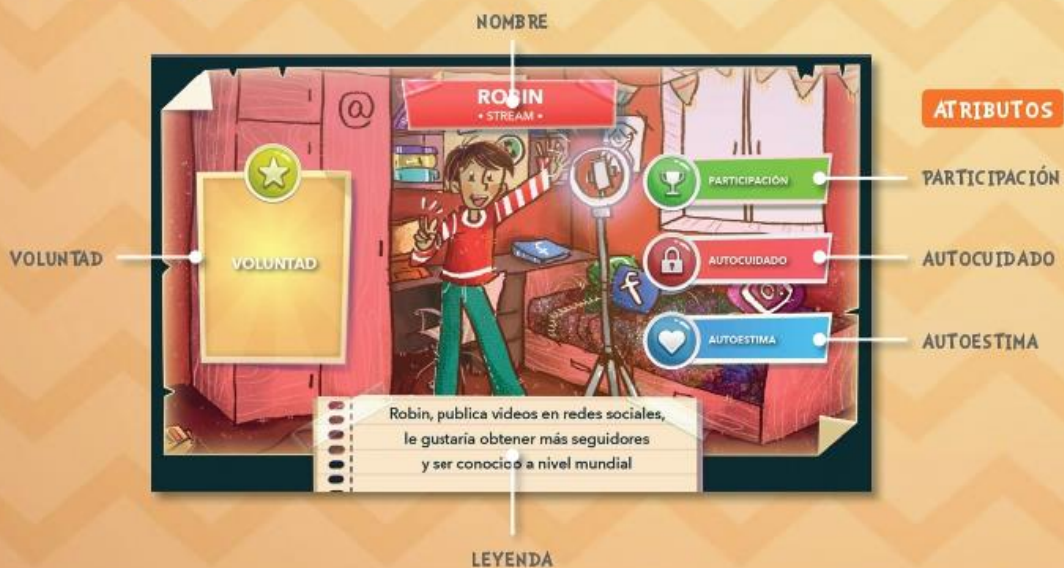 NOMBRE
ROBIN
• STREAM •
@
ATRIBUTOS
PARTICIPACIÓN
PARTICIPACIÓN
VOLUNTAD
VOLUNTAD
AUTOCUIDADO
AUTOCUIDADO
f
AUTOESTIMA
AUTOESTIMA
Robin, publica videos en redes sociales,
le gustaría obtener más seguidores
y ser conocido a nivel mundial
LEYENDA